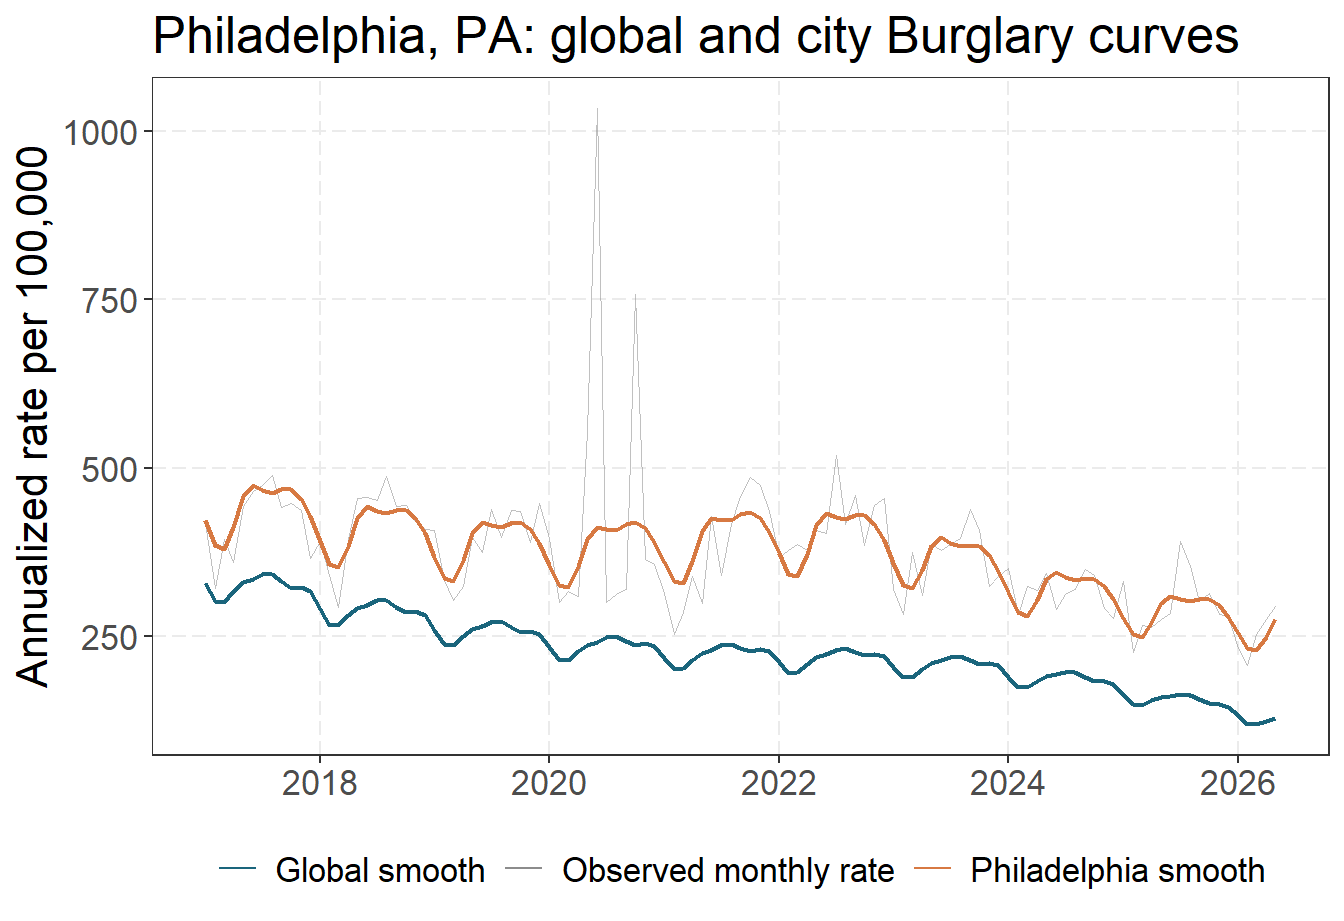 Philadelphia, PA: global and city Burglary curves
Annualized rate per 100,000
1000
750
500
250
2018 2020 2022 2024 2026
Global smooth Observed monthly rate Philadelphia smooth